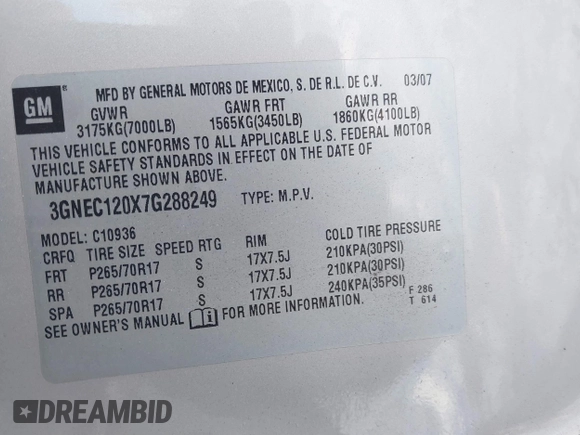 GM ®
MFD BY GENERAL MOTORS DE MEXICO, S. DE R.L. DE C.V. 03/07
GVWR GAWR FRT GAWR RR
3175KG(7000LB) 1565KG(3450LB) 1860KG(4100LB)
THIS VEHICLE CONFORMS TO ALL APPLICABLE U.S. FEDERAL MOTOR
VEHICLE SAFETY STANDARDS IN EFFECT ON THE DATE OF
MANUFACTURE SHOWN ABOVE.
3GNEC120X7G288249 TYPE: M.P.V.
MODEL: C10936
CRFQ TIRE SIZE SPEED RTG RIM COLD TIRE PRESSURE
FRT P265/70R17 S 17X7.5J 210KPA(30PSI)
RR P265/70R17 S 17X7.5J 210KPA(30PSI)
SPA P265/70R17 S 17X7.5J 240KPA(35PSI)
SEE OWNER'S MANUAL FOR MORE INFORMATION.
F 286
T 614
DREAMBID